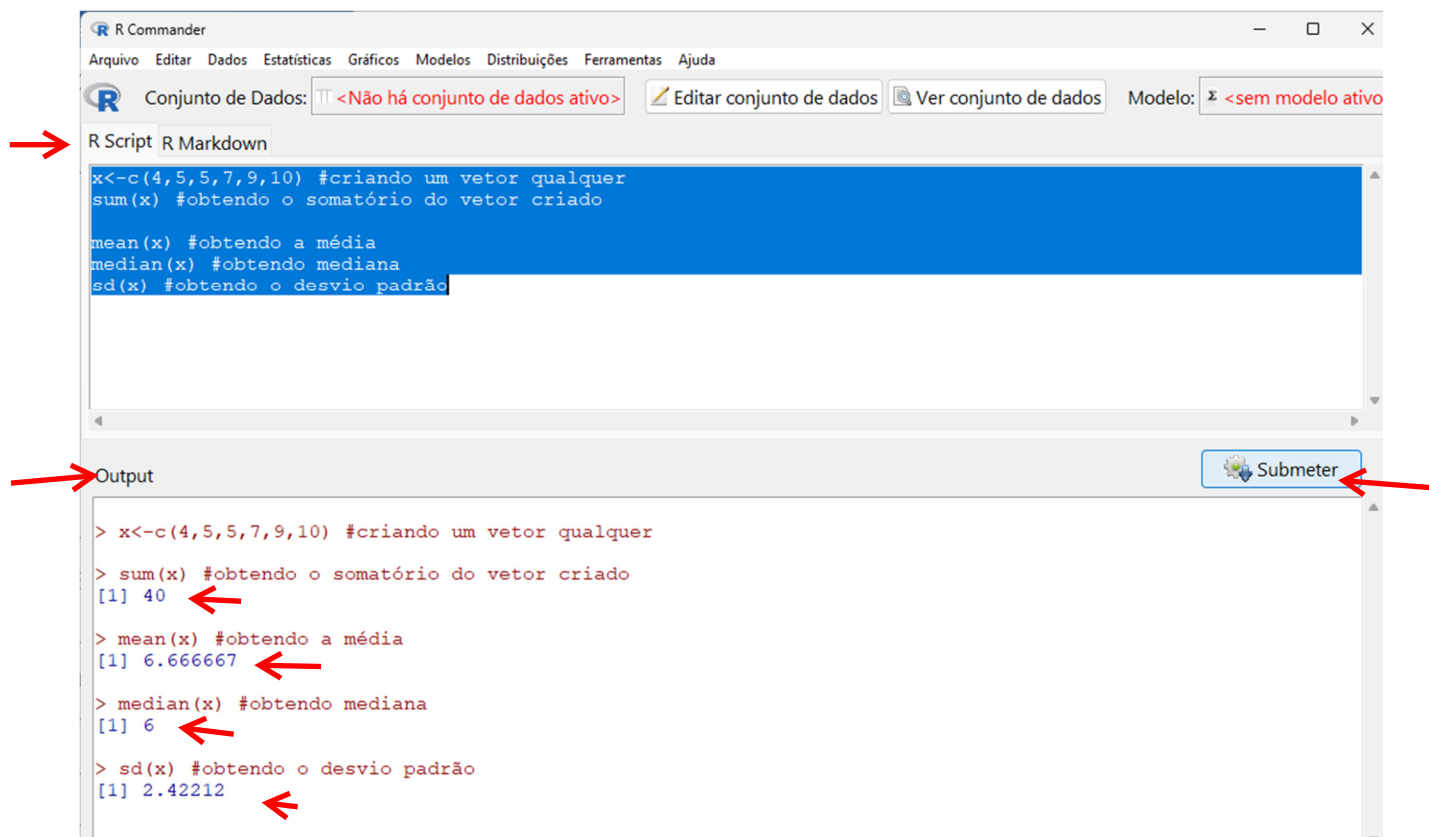 R Commander
Arquivo Editar Dados Estatísticas Gráficos Modelos Distribuições Ferramentas Ajuda
R Conjunto de Dados: <Não há conjunto de dados ativo> Editar conjunto de dados Ver conjunto de dados Modelo: Σ <sem modelo ativo
R Script R Markdown
x<-c(4,5,5,7,9,10) #criando um vetor qualquer
sum(x) #obtendo o somatório do vetor criado
mean(x) #obtendo a média
median(x) #obtendo mediana
sd(x) #obtendo o desvio padrão
Output
Submeter
> x<-c(4,5,5,7,9,10) #criando um vetor qualquer
> sum(x) #obtendo o somatório do vetor criado
[1] 40
> mean(x) #obtendo a média
[1] 6.666667
> median(x) #obtendo mediana
[1] 6
> sd(x) #obtendo o desvio padrão
[1] 2.42212